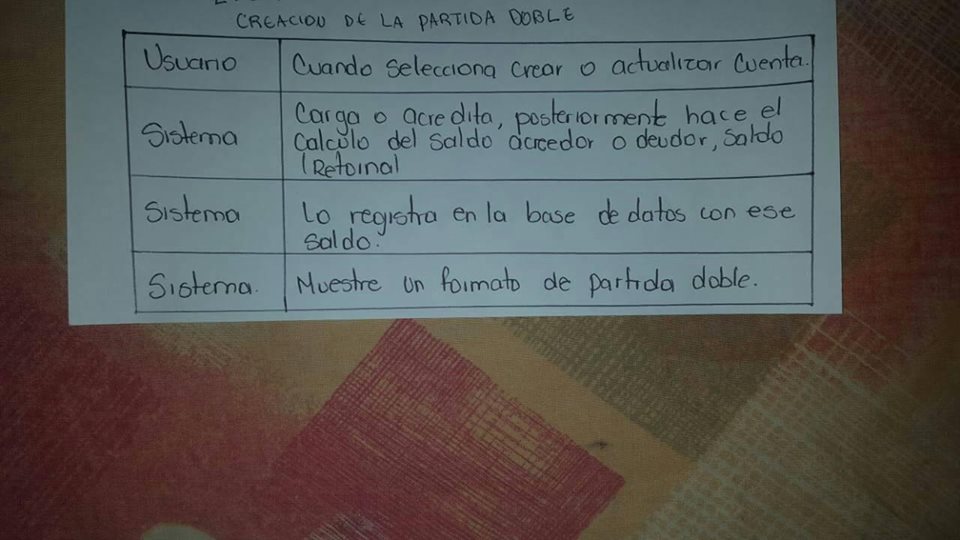 CREACION DE LA PARTIDA DOBLE
Usuario
Cuando selecciona crear o actualizar Cuenta.
Sistema
Carga o acredita, posteriormente hace el
Calculo del Saldo acreedor o deudor, Saldo
(Retorna)
Sistema
Lo registra en la base de datos con ese
saldo.
Sistema.
Muestre un formato de partida doble.